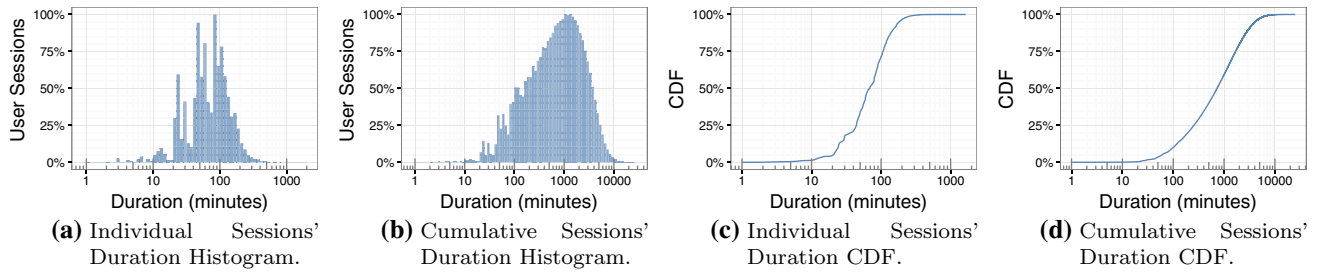 User Sessions
100%
75%
50%
25%
0%
1 10 100 1000
Duration (minutes)
(a) Individual Sessions'
Duration Histogram.
User Sessions
100%
75%
50%
25%
0%
1 10 100 1000 10000
Duration (minutes)
(b) Cumulative Sessions'
Duration Histogram.
CDF
100%
75%
50%
25%
0%
1 10 100 1000
Duration (minutes)
(c) Individual Sessions'
Duration CDF.
CDF
100%
75%
50%
25%
0%
1 10 100 1000 10000
Duration (minutes)
(d) Cumulative Sessions'
Duration CDF.